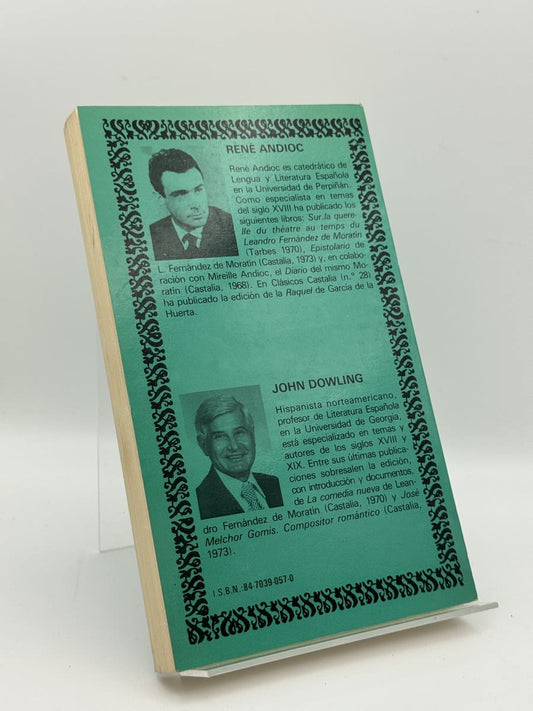 RENÉ ANDIOC
René Andioc es catedrático de
Lengua y Literatura Española
en la Universidad de Perpiñán.
Como especialista en temas
del siglo XVIII ha publicado los
siguientes libros: Sur la quere-
lle du théatre au temps du
Leandro Fernández de Moratín
(Tarbes 1970), Epistolario de
L. Fernández de Moratín (Castalia, 1973) y, en colabo-
ración con Mireille Andioc, el Diario del mismo Mo-
ratín (Castalia, 1968). En Clásicos Castalia (n.° 28)
ha publicado la edición de la Raquel de García de la
Huerta.
JOHN DOWLING
Hispanista norteamericano,
profesor de Literatura Española
en la Universidad de Georgia,
está especializado en temas y
autores de los siglos XVIII y
XIX. Entre sus últimas publica-
ciones sobresalen la edición,
con introducción y documentos,
de La comedia nueva de Lean-
dro Fernández de Moratín (Castalia, 1970) y José
Melchor Gomis. Compositor romántico (Castalia,
1973).
I.S.B.N.:84-7039-057-0